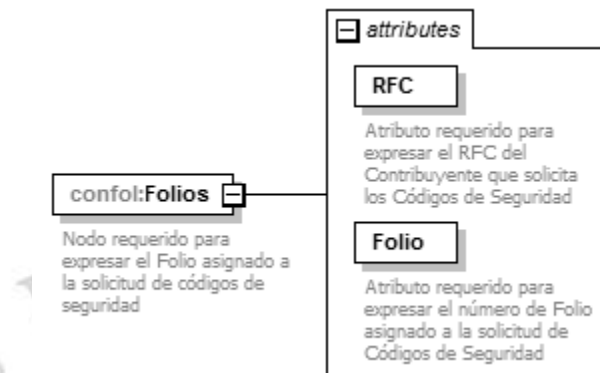 attributes
RFC
Atributo requerido para
expresar el RFC del
Contribuyente que solicita
los Códigos de Seguridad
confol:Folios
Nodo requerido para
expresar el Folio asignado a
la solicitud de códigos de
seguridad
Folio
Atributo requerido para
expresar el número de Folio
asignado a la solicitud de
Códigos de Seguridad